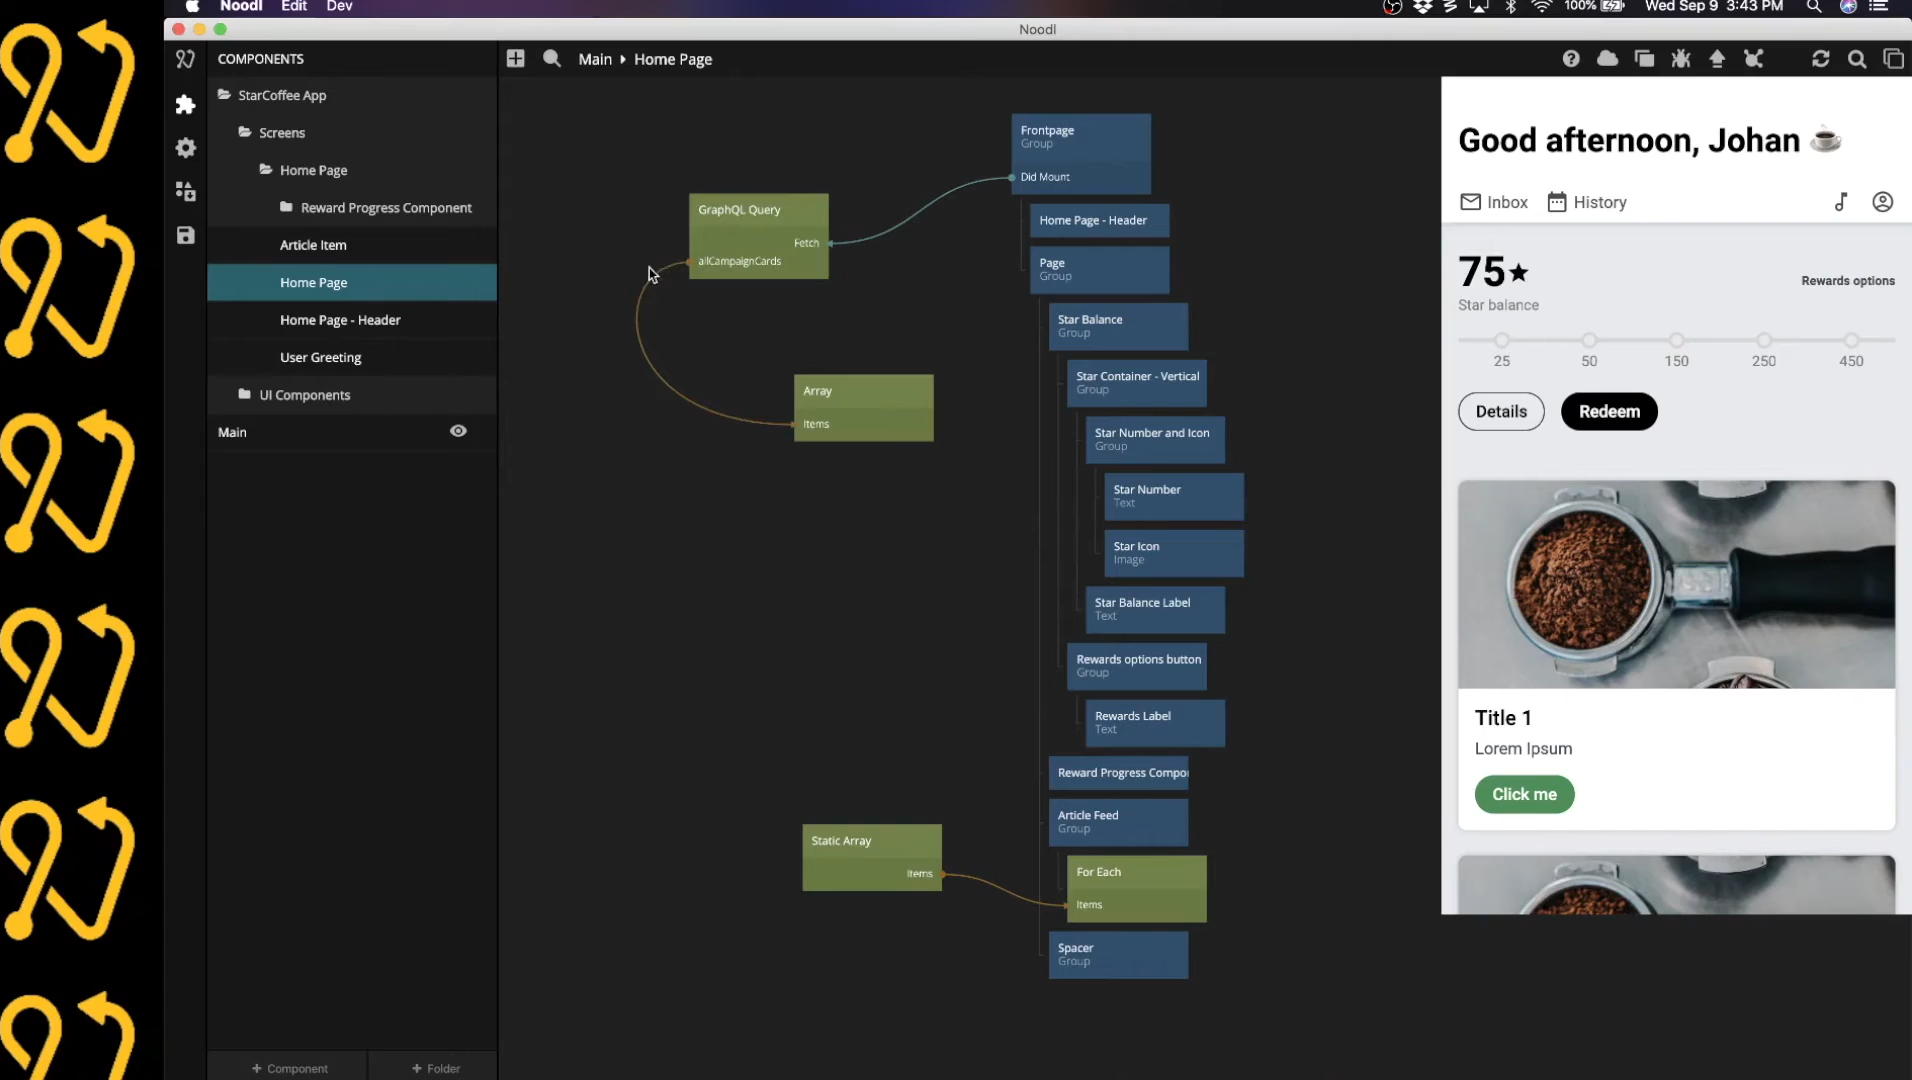 Noodl Edit Dev
100% Wed Sep 9 3:43 PM
Noodl
COMPONENTS
StarCoffee App
Screens
Home Page
Reward Progress Component
Article Item
Home Page
Home Page - Header
User Greeting
UI Components
Main
+ Component
+ Folder
Main Home Page
GraphQL Query
Fetch
allCampaignCards
Array
Items
Static Array
Items
Frontpage
Group
Did Mount
Home Page - Header
Page
Group
Star Balance
Group
Star Container - Vertical
Group
Star Number and Icon
Group
Star Number
Text
Star Icon
Image
Star Balance Label
Text
Rewards options button
Group
Rewards Label
Text
Reward Progress Compo
Article Feed
Group
For Each
Items
Spacer
Group
Good afternoon, Johan
Inbox
History
75
Rewards options
Star balance
25 50 150 250 450
Details
Redeem
Title 1
Lorem Ipsum
Click me